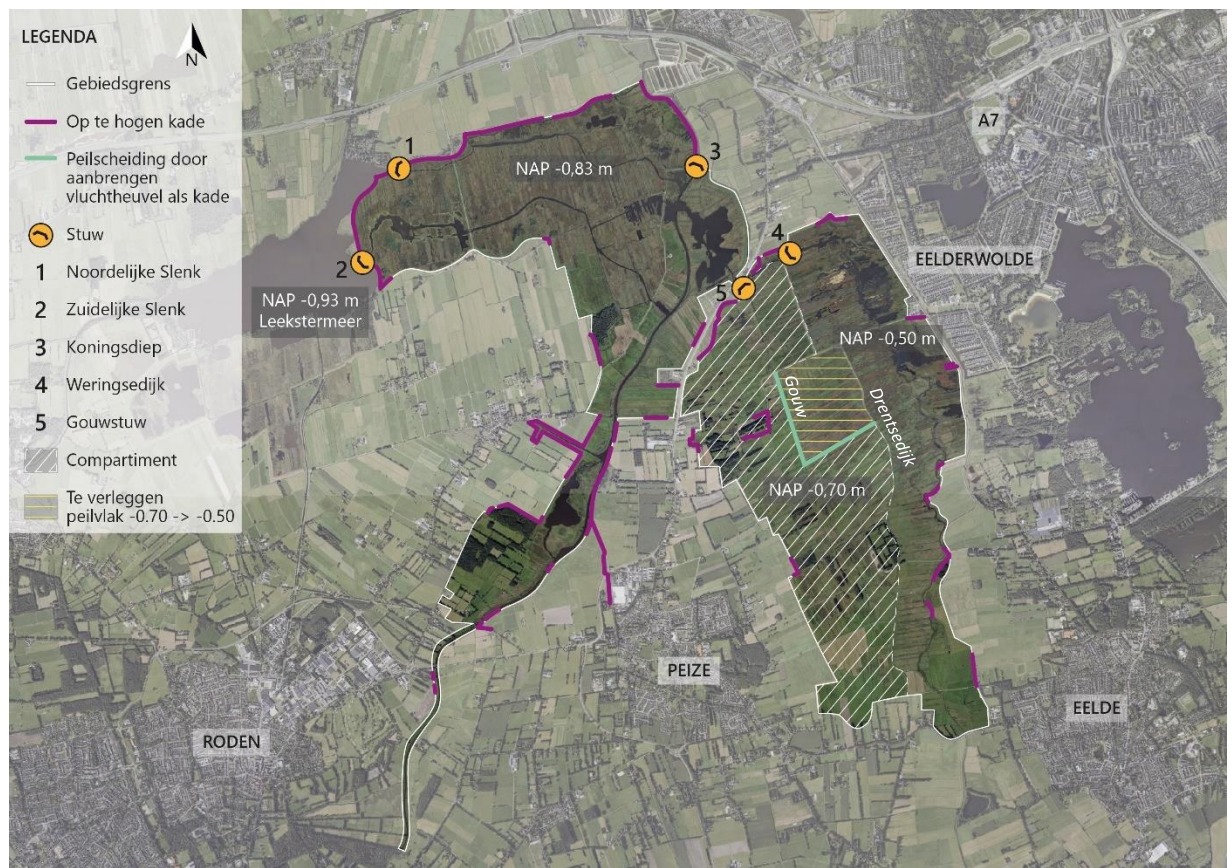 LEGENDA
N
Gebiedsgrens
Op te hogen kade
Peilscheiding door
aanbrengen
vluchtheuvel als kade
Stuw
1 Noordelijke Slenk
2 Zuidelijke Slenk
3 Koningsdiep
4 Weringsedijk
5 Gouwstuw
Compartiment
Te verleggen
peilvlak -0.70 -> -0.50
A7
1
NAP -0,83 m
3
4
EELDERWOLDE
2
5
NAP -0,93 m
Leekstermeer
NAP -0,50 m
Gouw
Drentsedijk
NAP -0,70 m
PEIZE
EELDE
RODEN